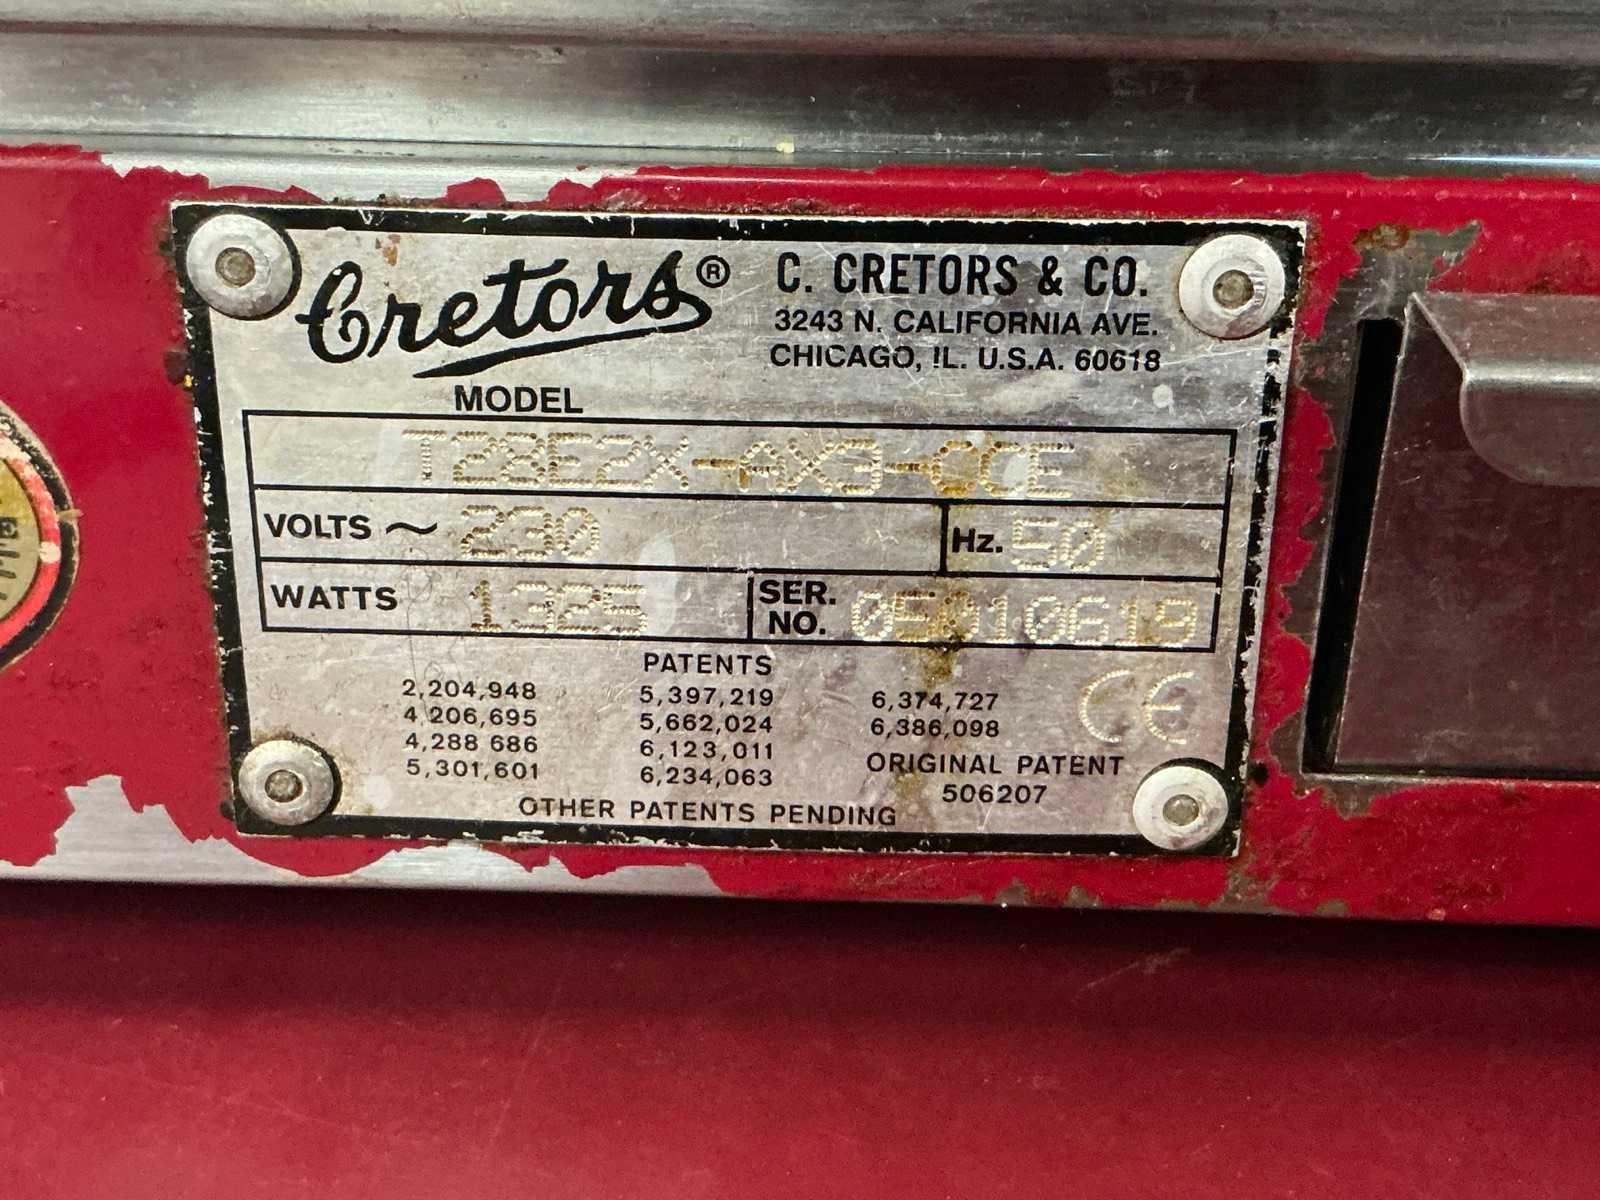 Cretors®
C. CRETORS & CO.
3243 N. CALIFORNIA AVE.
CHICAGO, IL. U.S.A. 60618
MODEL
T28E2X-AX3-CCE
VOLTS ~ 230 Hz. 50
WATTS 1325 SER. NO. 05010619
PATENTS
2,204,948 5,397,219 6,374,727
4,206,695 5,662,024 6,386,098
4,288 686 6,123,011 ORIGINAL PATENT
5,301,601 6,234,063 506207
OTHER PATENTS PENDING
CE